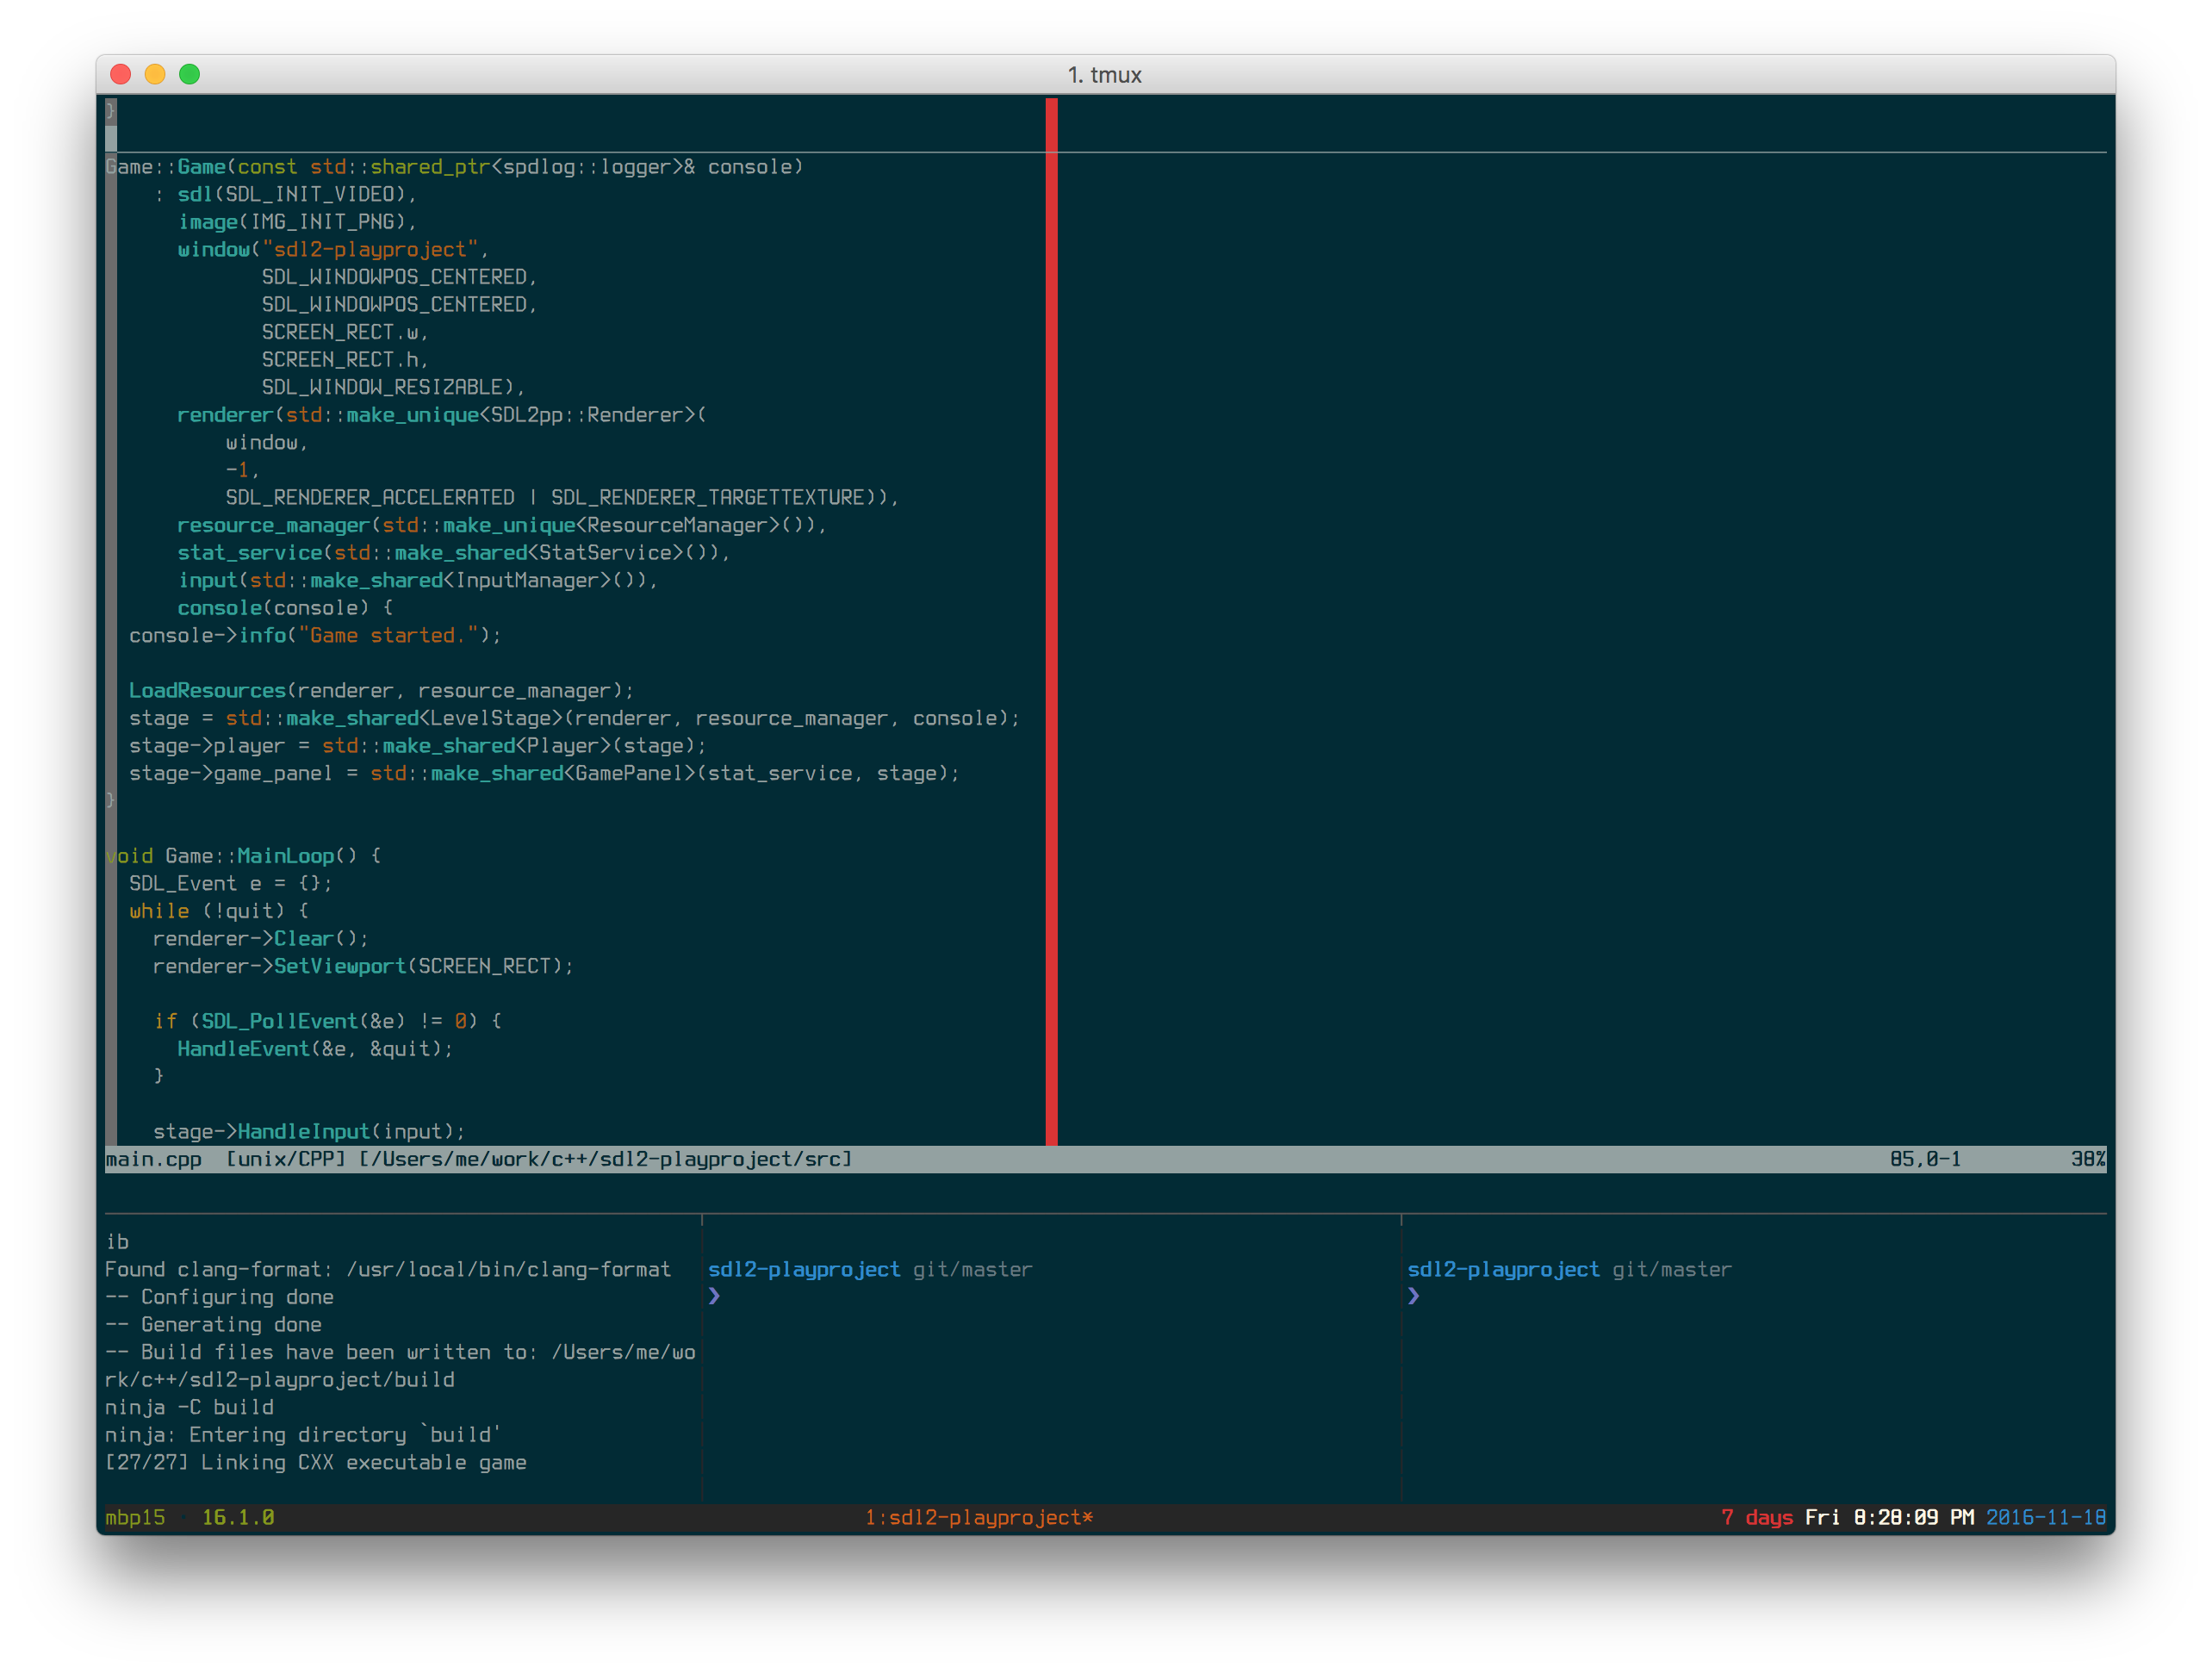 1. tmux
}
Game::Game(const std::shared_ptr<spdlog::logger>& console)
    : sdl(SDL_INIT_VIDEO),
      image(IMG_INIT_PNG),
      window("sdl2-playproject",
             SDL_WINDOWPOS_CENTERED,
             SDL_WINDOWPOS_CENTERED,
             SCREEN_RECT.w,
             SCREEN_RECT.h,
             SDL_WINDOW_RESIZABLE),
      renderer(std::make_unique<SDL2pp::Renderer>(
          window,
          -1,
          SDL_RENDERER_ACCELERATED | SDL_RENDERER_TARGETTEXTURE)),
      resource_manager(std::make_unique<ResourceManager>()),
      stat_service(std::make_shared<StatService>()),
      input(std::make_shared<InputManager>()),
      console(console) {
  console->info("Game started.");
  LoadResources(renderer, resource_manager);
  stage = std::make_shared<LevelStage>(renderer, resource_manager, console);
  stage->player = std::make_shared<Player>(stage);
  stage->game_panel = std::make_shared<GamePanel>(stat_service, stage);
}
void Game::MainLoop() {
  SDL_Event e = {};
  while (!quit) {
    renderer->Clear();
    renderer->SetViewport(SCREEN_RECT);
    if (SDL_PollEvent(&e) != 0) {
      HandleEvent(&e, &quit);
    }
    stage->HandleInput(input);
main.cpp  [unix/CPP] [/Users/me/work/c++/sdl2-playproject/src] 85,0-1 38%
ib
Found clang-format: /usr/local/bin/clang-format
-- Configuring done
-- Generating done
-- Build files have been written to: /Users/me/wo
rk/c++/sdl2-playproject/build
ninja -C build
ninja: Entering directory `build'
[27/27] Linking CXX executable game
sdl2-playproject git/master
❯
sdl2-playproject git/master
❯
mbp15 · 16.1.0 1:sdl2-playproject* 7 days Fri 8:28:09 PM 2016-11-18